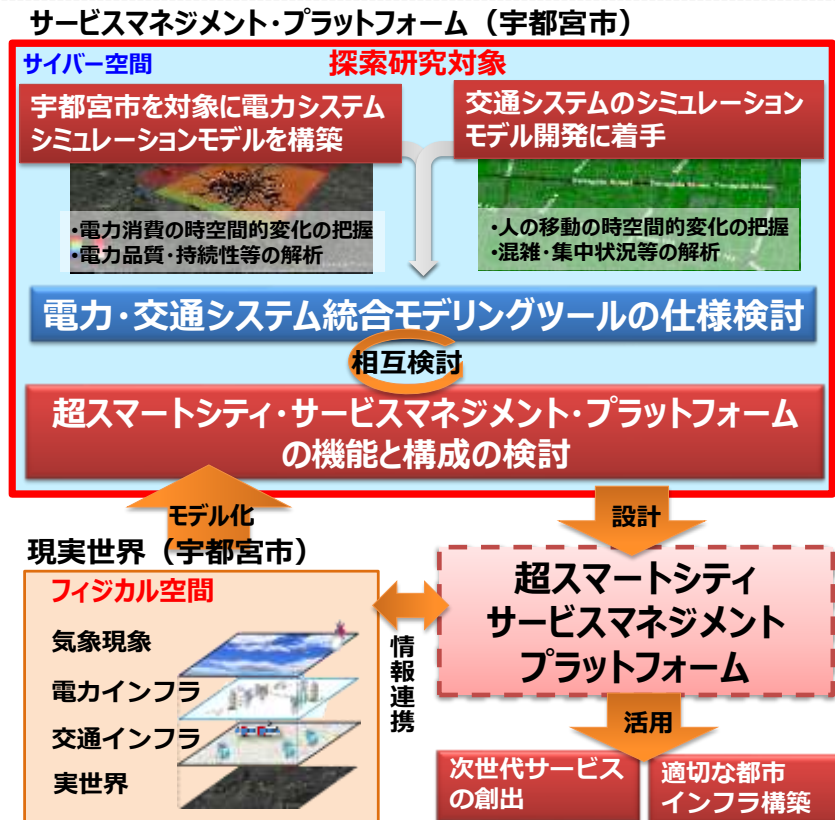 サービスマネジメント・プラットフォーム（宇都宮市）
サイバー空間
探索研究対象
宇都宮市を対象に電力システム
シミュレーションモデルを構築
交通システムのシミュレーション
モデル開発に着手
・電力消費の時空間的変化の把握
・電力品質・持続性等の解析
・人の移動の時空間的変化の把握
・混雑・集中状況等の解析
電力・交通システム統合モデリングツールの仕様検討
相互検討
超スマートシティ・サービスマネジメント・プラットフォーム
の機能と構成の検討
モデル化
設計
現実世界（宇都宮市）
フィジカル空間
気象現象
電力インフラ
交通インフラ
実世界
情報連携
超スマートシティ
サービスマネジメント
プラットフォーム
活用
次世代サービス
の創出
適切な都市
インフラ構築